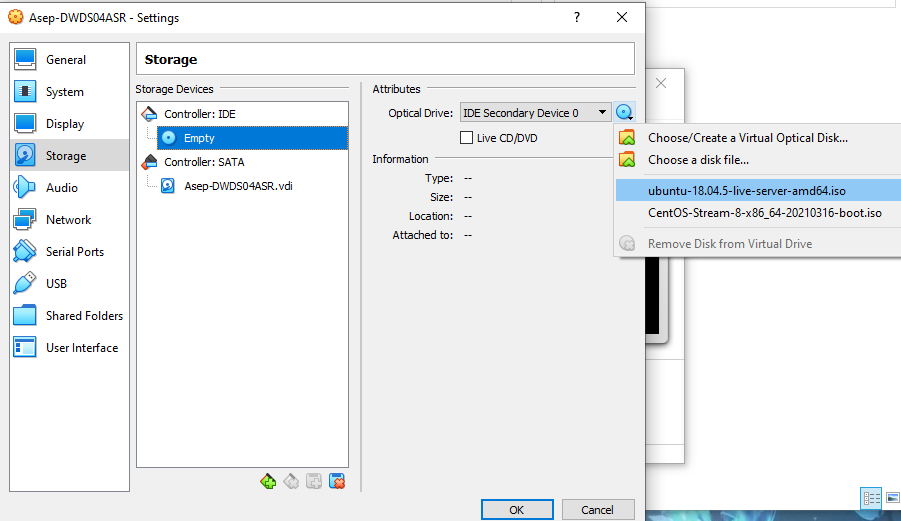 Asep-DWDS04ASR - Settings
?
General
System
Display
Storage
Audio
Network
Serial Ports
USB
Shared Folders
User Interface
Storage
Storage Devices
Controller: IDE
Empty
Controller: SATA
Asep-DWDS04ASR.vdi
Attributes
Optical Drive: IDE Secondary Device 0
Live CD/DVD
Information
Type: --
Size: --
Location: --
Attached to: --
Choose/Create a Virtual Optical Disk...
Choose a disk file...
ubuntu-18.04.5-live-server-amd64.iso
CentOS-Stream-8-x86_64-20210316-boot.iso
Remove Disk from Virtual Drive
OK
Cancel